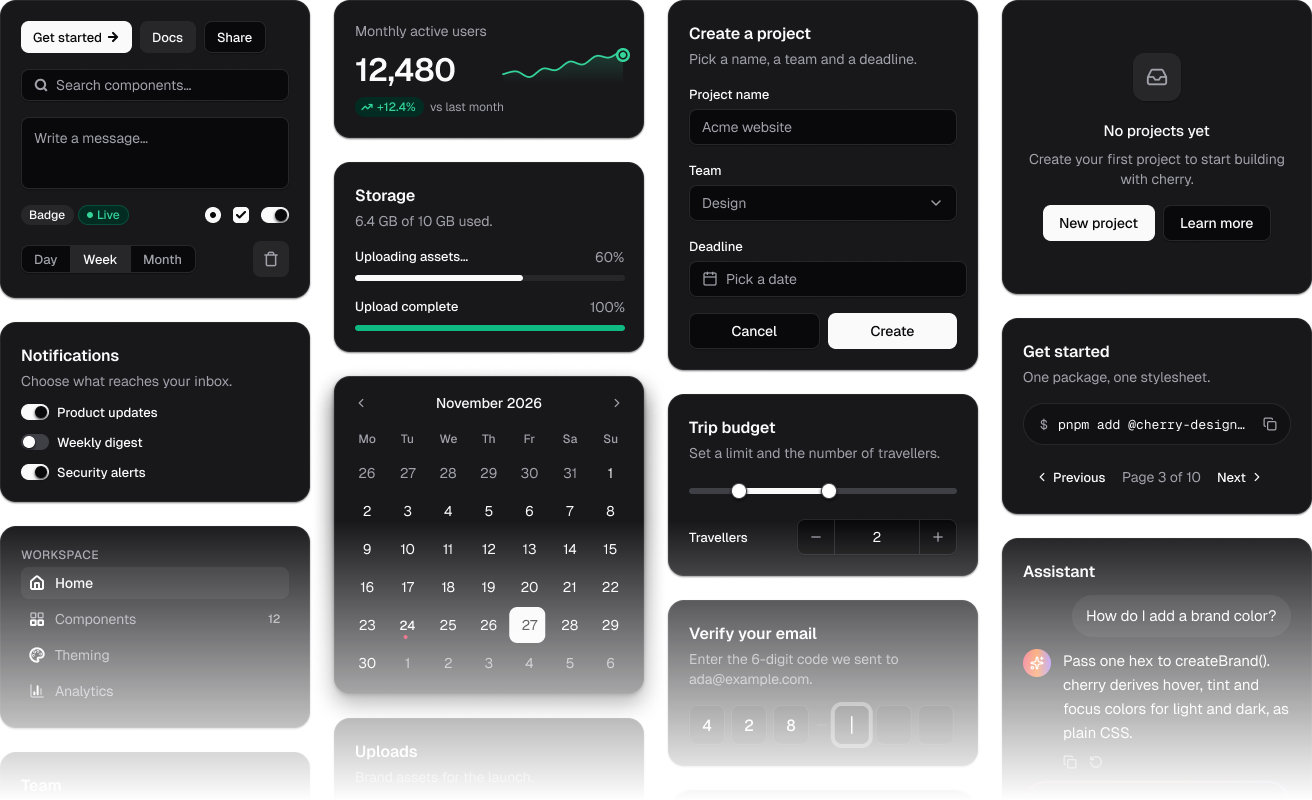 Get started → Docs Share
Search components…
Write a message…
Badge Live
Day Week Month
Notifications
Choose what reaches your inbox.
Product updates
Weekly digest
Security alerts
WORKSPACE
Home
Components 12
Theming
Analytics
Team
Monthly active users
12,480
+12.4% vs last month
Storage
6.4 GB of 10 GB used.
Uploading assets… 60%
Upload complete 100%
November 2026
Mo Tu We Th Fr Sa Su
26 27 28 29 30 31 1
2 3 4 5 6 7 8
9 10 11 12 13 14 15
16 17 18 19 20 21 22
23 24 25 26 27 28 29
30 1 2 3 4 5 6
Uploads
Brand assets for the launch.
Create a project
Pick a name, a team and a deadline.
Project name
Acme website
Team
Design
Deadline
Pick a date
Cancel Create
Trip budget
Set a limit and the number of travellers.
Travellers − 2 +
Verify your email
Enter the 6-digit code we sent to
ada@example.com.
4 2 8
No projects yet
Create your first project to start building
with cherry.
New project Learn more
Get started
One package, one stylesheet.
$ pnpm add @cherry-design…
Previous Page 3 of 10 Next
Assistant
How do I add a brand color?
Pass one hex to createBrand().
cherry derives hover, tint and
focus colors for light and dark, as
plain CSS.